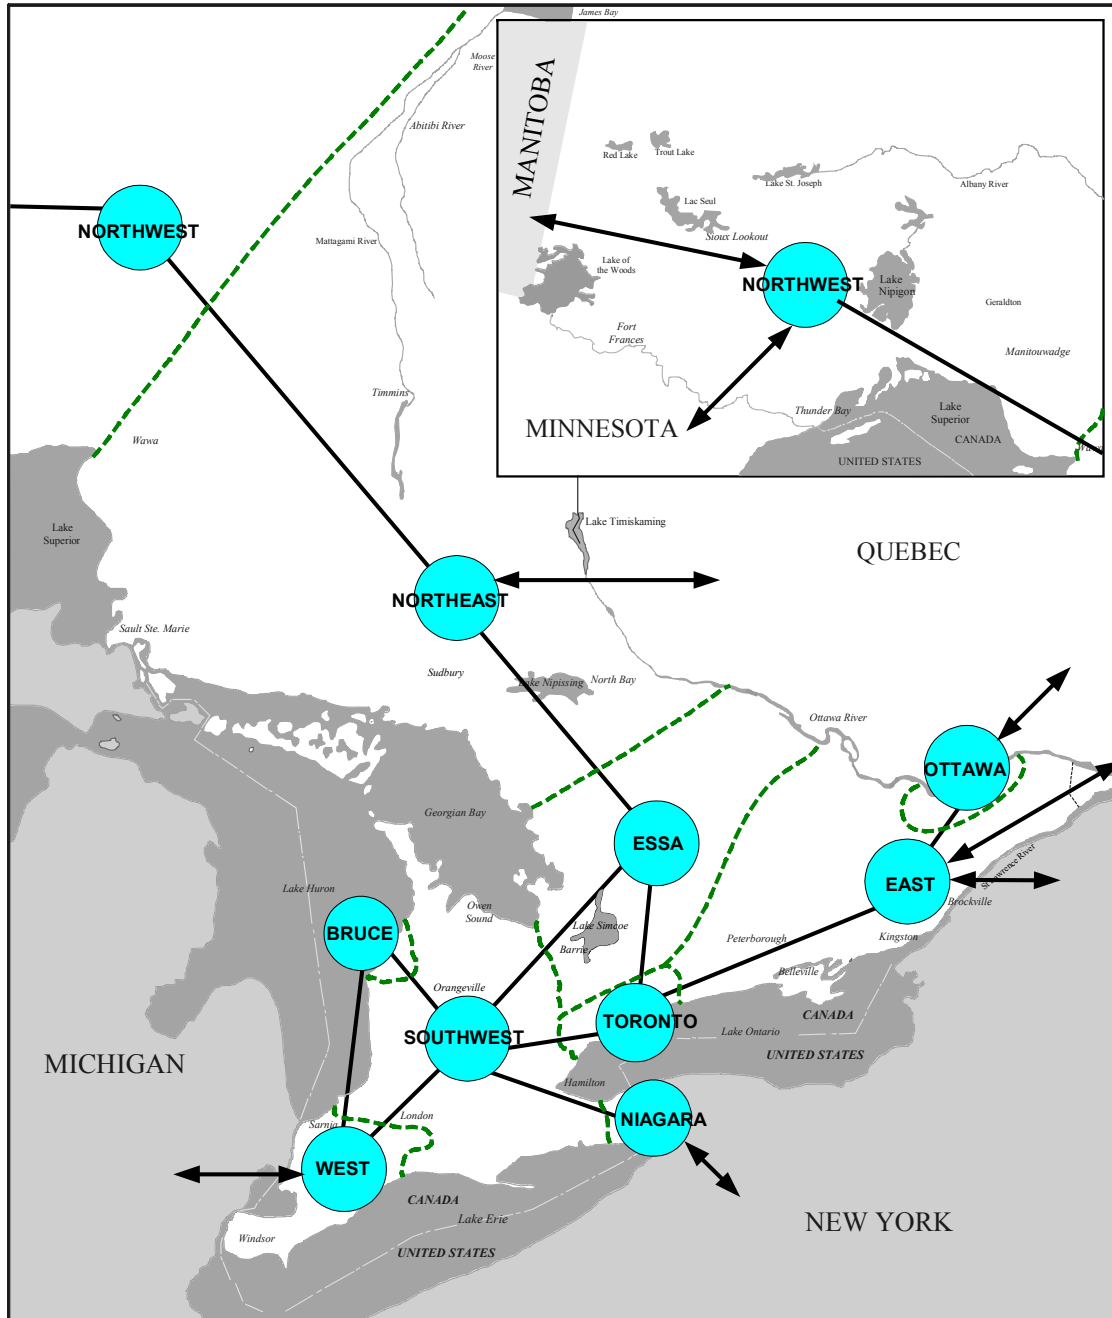 James Bay
Moose
River
Abitibi River
MANITOBA
Red Lake
Trout Lake
Lake St. Joseph
Albany River
Lac Seul
Sioux Lookout
NORTHWEST
Mattagami River
Lake of
the Woods
NORTHWEST
Lake
Nipigon
Geraldton
Fort
Frances
Manitouwadge
Timmins
Thunder Bay
Lake
Superior
MINNESOTA
CANADA
UNITED STATES
Wawa
Wawa
Lake
Superior
Lake Timiskaming
QUEBEC
NORTHEAST
Sault Ste. Marie
Sudbury
Lake Nipissing
North Bay
Ottawa River
OTTAWA
Georgian Bay
ESSA
St Lawrence River
EAST
Lake Huron
Owen
Sound
Brockville
Lake Simcoe
BRUCE
Barrie
Peterborough
Kingston
Belleville
Orangeville
SOUTHWEST
TORONTO
CANADA
Lake Ontario
UNITED STATES
MICHIGAN
Hamilton
London
Sarnia
NIAGARA
WEST
CANADA
Lake Erie
NEW YORK
Windsor
UNITED STATES